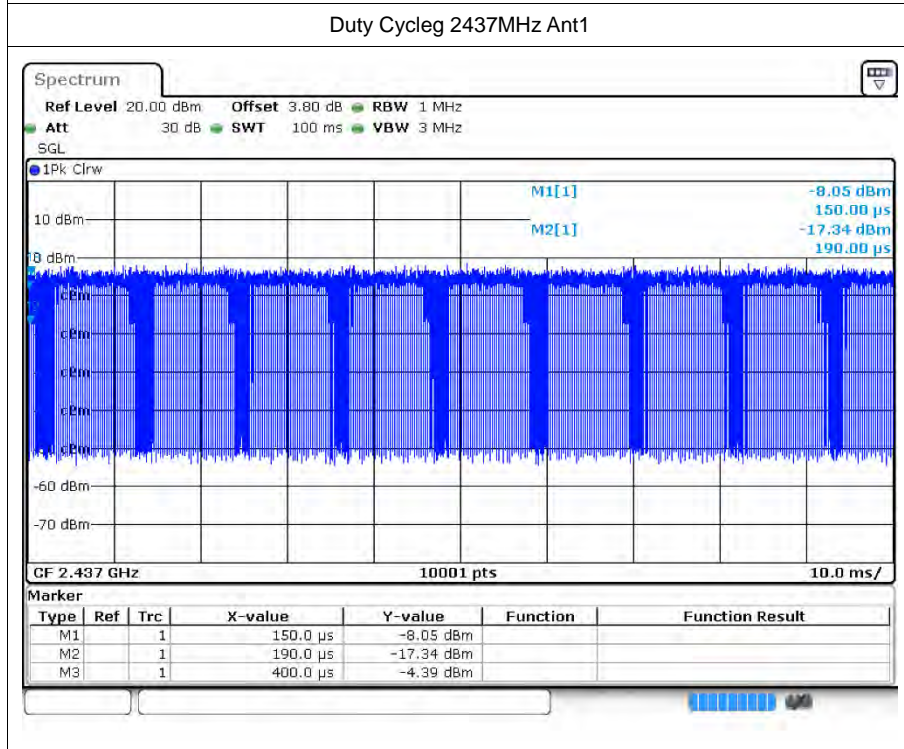 Duty Cycleg 2437MHz Ant1
Spectrum
Ref Level 20.00 dBm Offset 3.80 dB RBW 1 MHz
Att 30 dB SWT 100 ms VBW 3 MHz
SGL
1Pk Clrw
M1[1] -8.05 dBm
150.00 µs
10 dBm
M2[1] -17.34 dBm
190.00 µs
dBm
-60 dBm
-70 dBm
CF 2.437 GHz 10001 pts 10.0 ms/
Marker
Type Ref Trc X-value Y-value Function Function Result
M1 1 150.0 µs -8.05 dBm
M2 1 190.0 µs -17.34 dBm
M3 1 400.0 µs -4.39 dBm